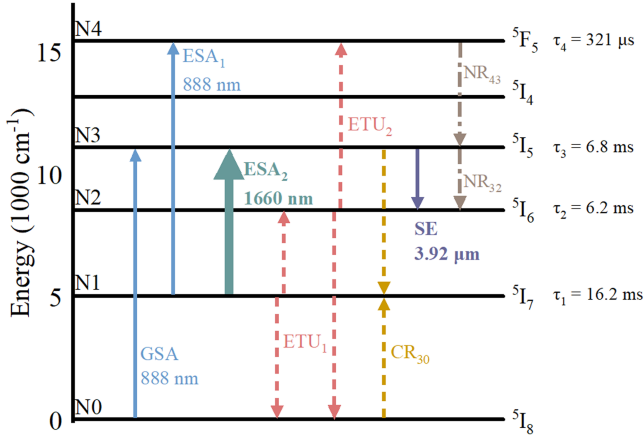 Energy (1000 cm⁻¹)
15
10
5
0
N4
N3
N2
N1
N0
ESA₁
888 nm
ETU₂
NR₄₃
ESA₂
1660 nm
NR₃₂
SE
3.92 µm
ETU₁
CR₃₀
GSA
888 nm
⁵F₅ τ₄ = 321 µs
⁵I₄
⁵I₅ τ₃ = 6.8 ms
⁵I₆ τ₂ = 6.2 ms
⁵I₇ τ₁ = 16.2 ms
⁵I₈